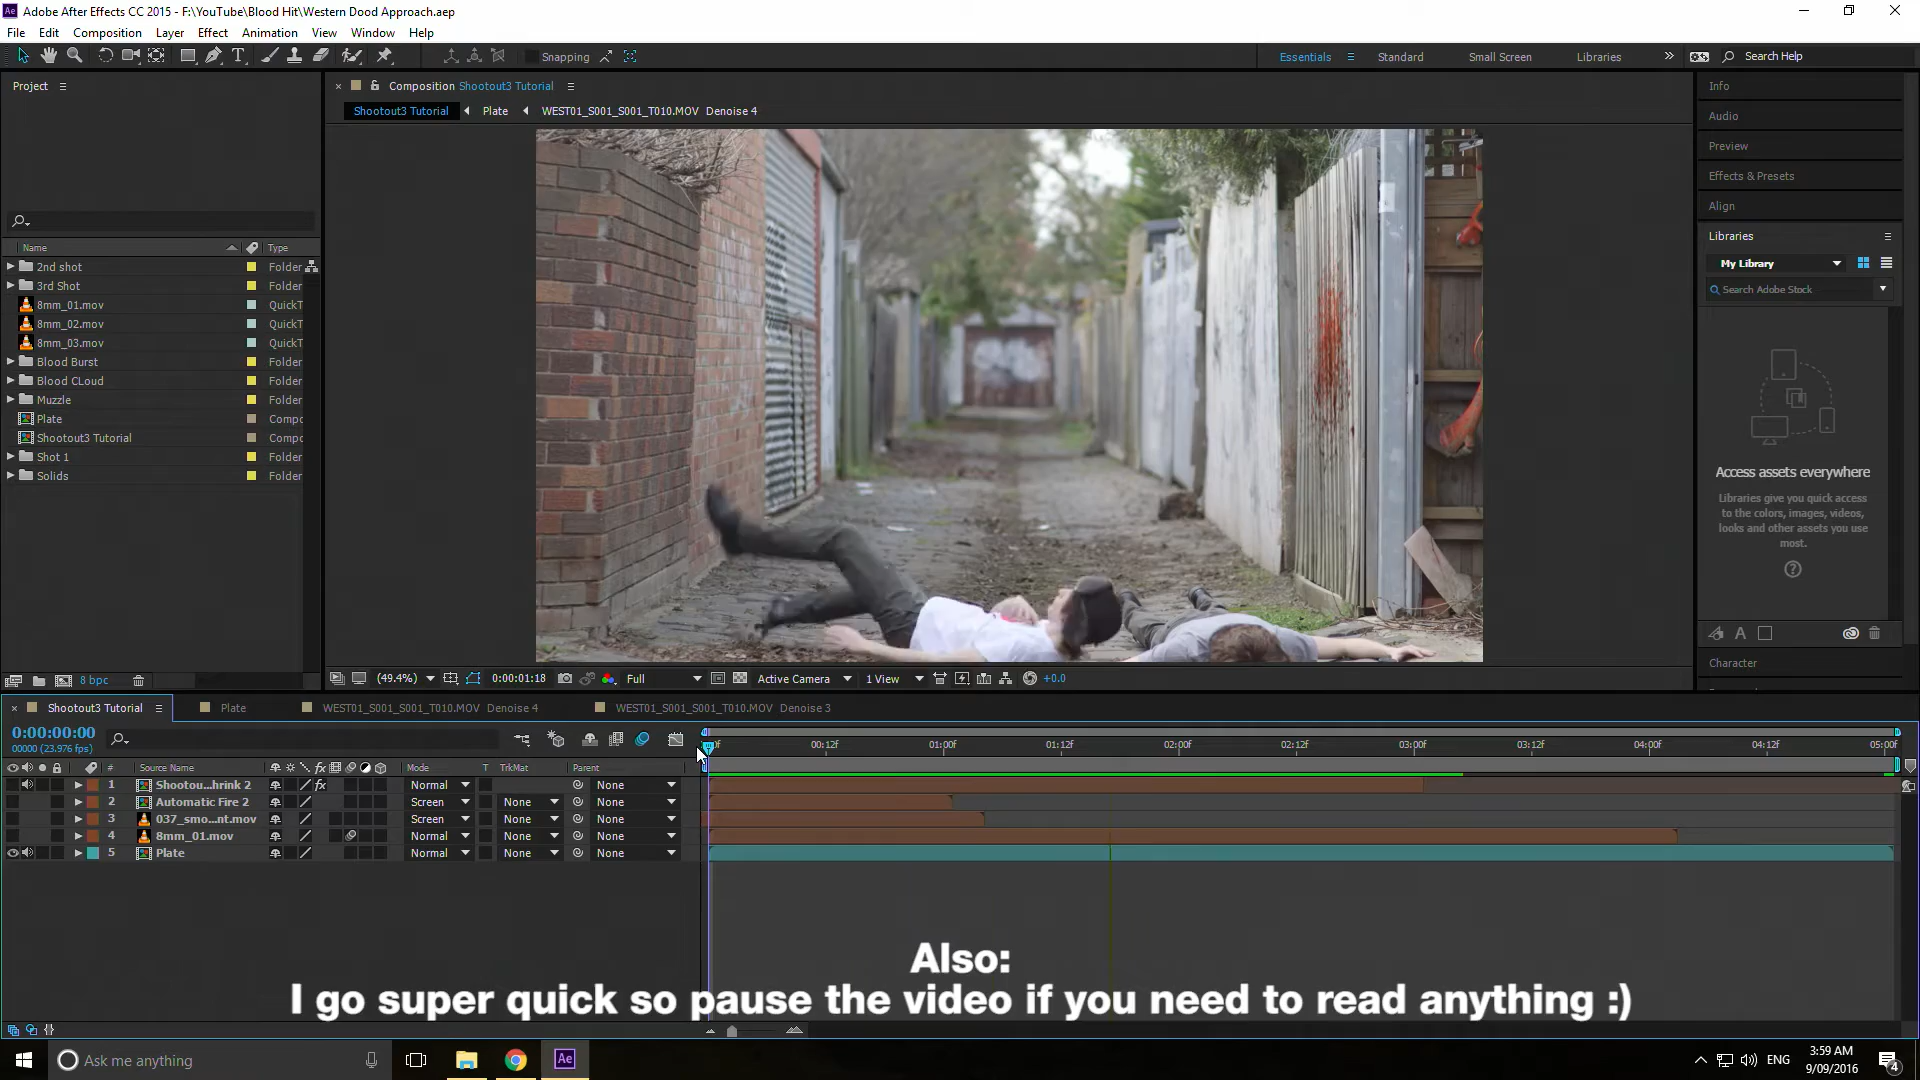 Adobe After Effects CC 2015 - F:\YouTube\Blood Hit\Western Dood Approach.aep
File Edit Composition Layer Effect Animation View Window Help
Snapping
Essentials Standard Small Screen Libraries Search Help
Project
Composition Shootout3 Tutorial
Shootout3 Tutorial Plate WEST01_S001_S001_T010.MOV Denoise 4
Name Type
2nd shot Folder
3rd Shot Folder
8mm_01.mov QuickT
8mm_02.mov QuickT
8mm_03.mov QuickT
Blood Burst Folder
Blood CLoud Folder
Muzzle Folder
Plate Compo
Shootout3 Tutorial Compo
Shot 1 Folder
Solids Folder
8 bpc
(49.4%) 0:00:01:18 Full Active Camera 1 View +0.0
Info
Audio
Preview
Effects & Presets
Align
Libraries
My Library
Search Adobe Stock
Access assets everywhere
Libraries give you quick access
to the colors, images, videos,
looks and other assets you use
most.
Character
Shootout3 Tutorial Plate WEST01_S001_S001_T010.MOV Denoise 4 WEST01_S001_S001_T010.MOV Denoise 3
0:00:00:00
00000 (23.976 fps)
00:12f 01:00f 01:12f 02:00f 02:12f 03:00f 03:12f 04:00f 04:12f 05:00f
# Source Name fx Mode T TrkMat Parent
1 Shootou...hrink 2 fx Normal None
2 Automatic Fire 2 Screen None None
3 037_smo...nt.mov Screen None None
4 8mm_01.mov Normal None None
5 Plate Normal None None
Also:
I go super quick so pause the video if you need to read anything :)
Ask me anything
Ae
ENG
3:59 AM
9/09/2016
4